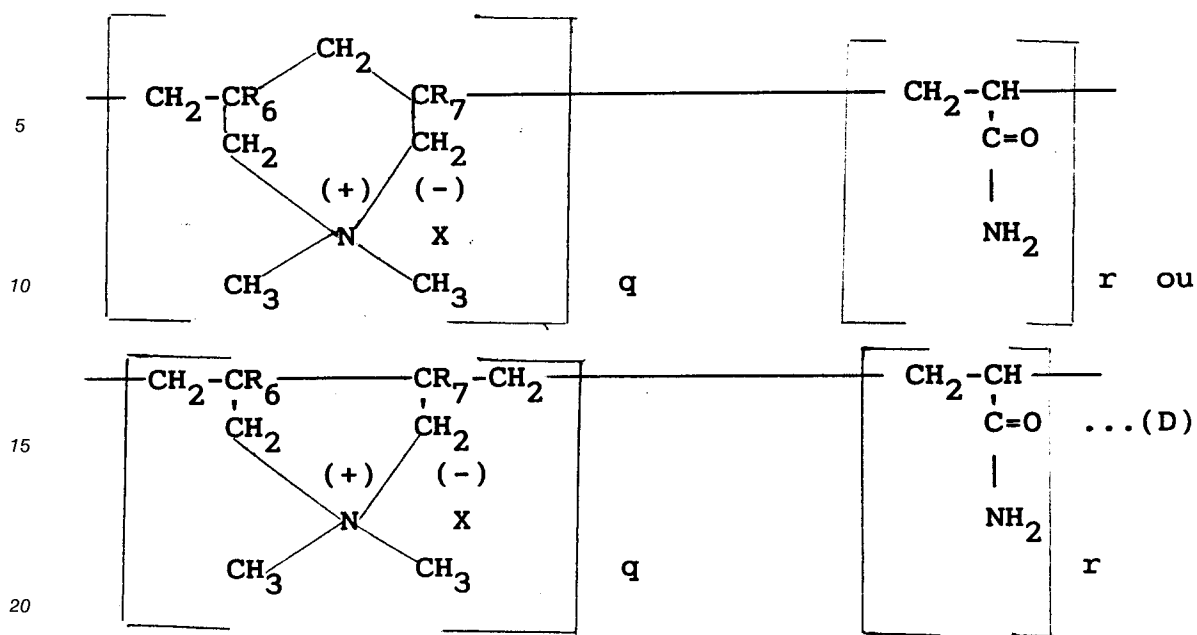 CH2
CH2-CR6 CR7 CH2-CH
5 CH2 CH2 C=O
(+) (-)
N X NH2
10 CH3 CH3 q r ou
CH2-CR6 CR7-CH2 CH2-CH
15 CH2 CH2 C=O ...(D)
(+) (-)
N X NH2
CH3 CH3 q r
20